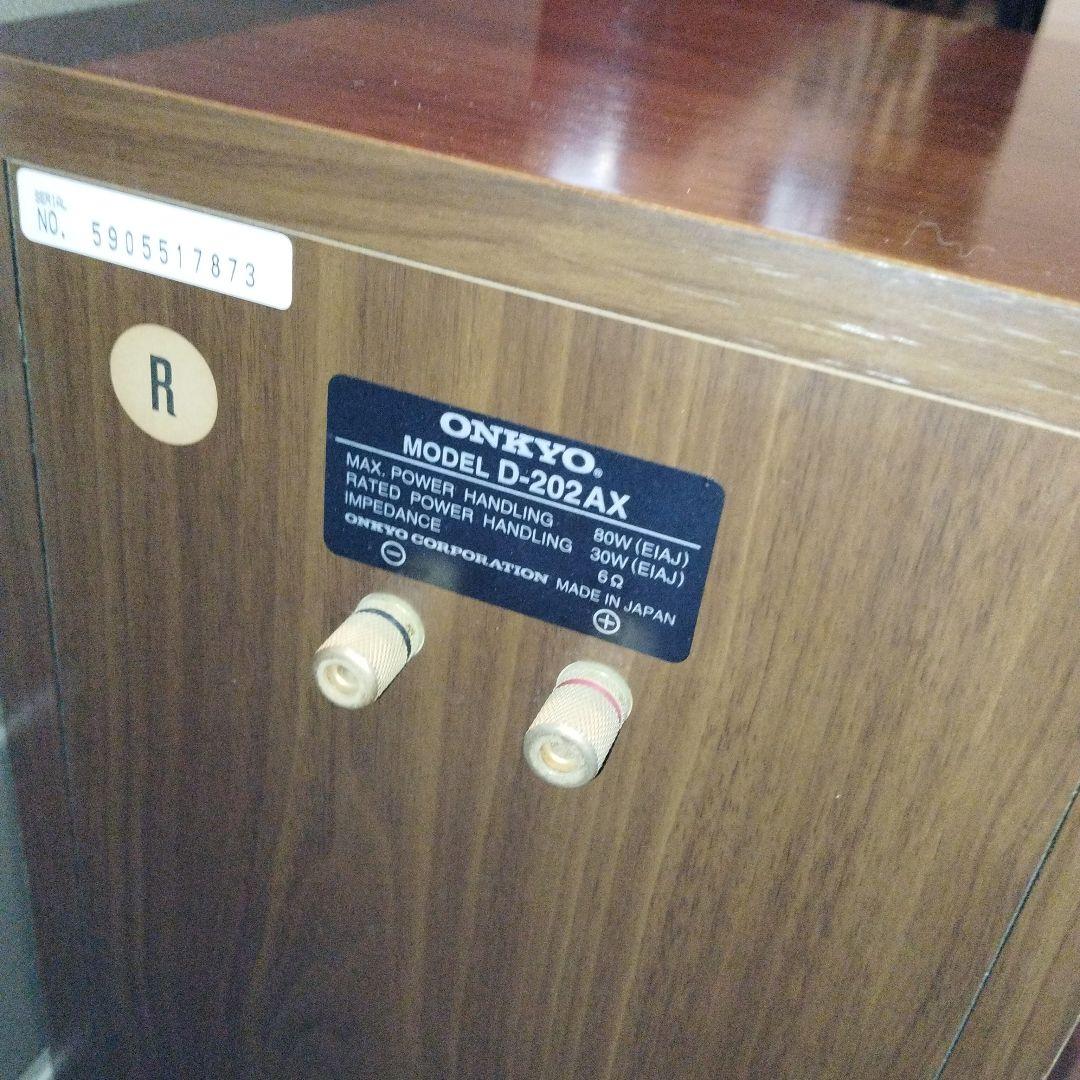 SERIAL
NO. 5905517873
R
ONKYO®
MODEL D-202AX
MAX. POWER HANDLING 80W (EIAJ)
RATED POWER HANDLING 30W (EIAJ)
IMPEDANCE 6Ω
ONKYO CORPORATION MADE IN JAPAN
⊖ ⊕